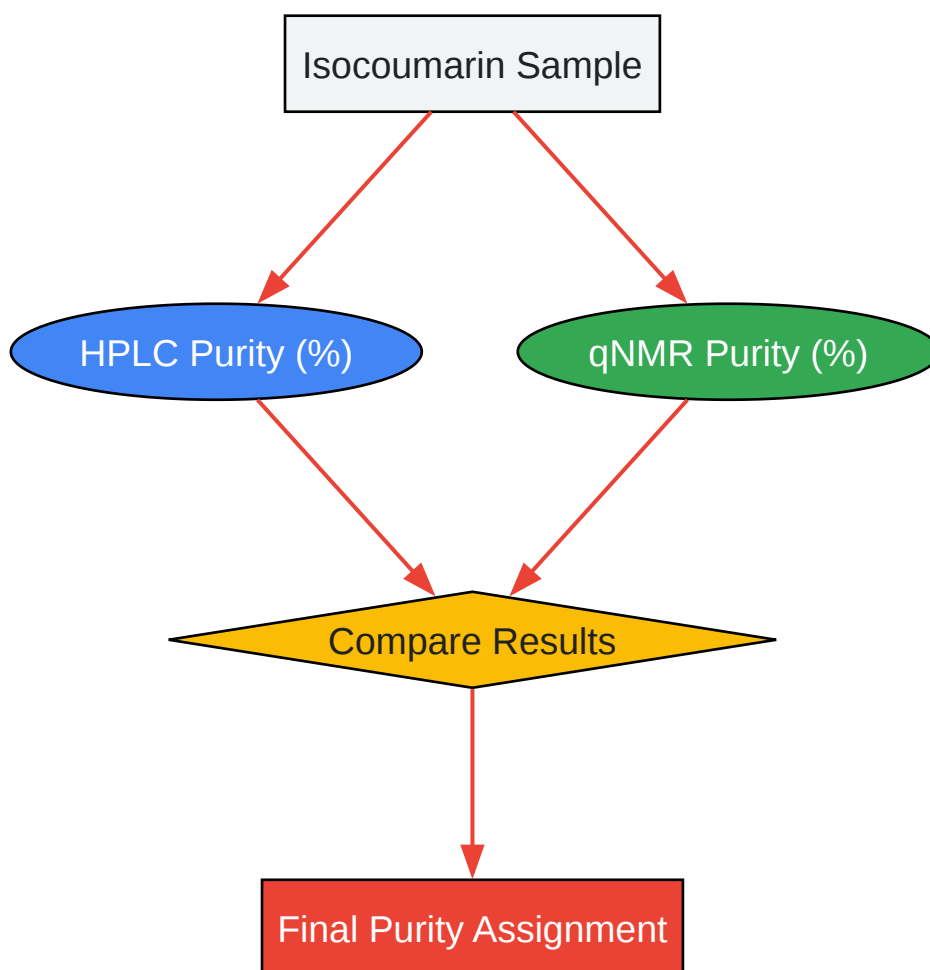 Isocoumarin Sample
HPLC Purity (%)
qNMR Purity (%)
Compare Results
Final Purity Assignment